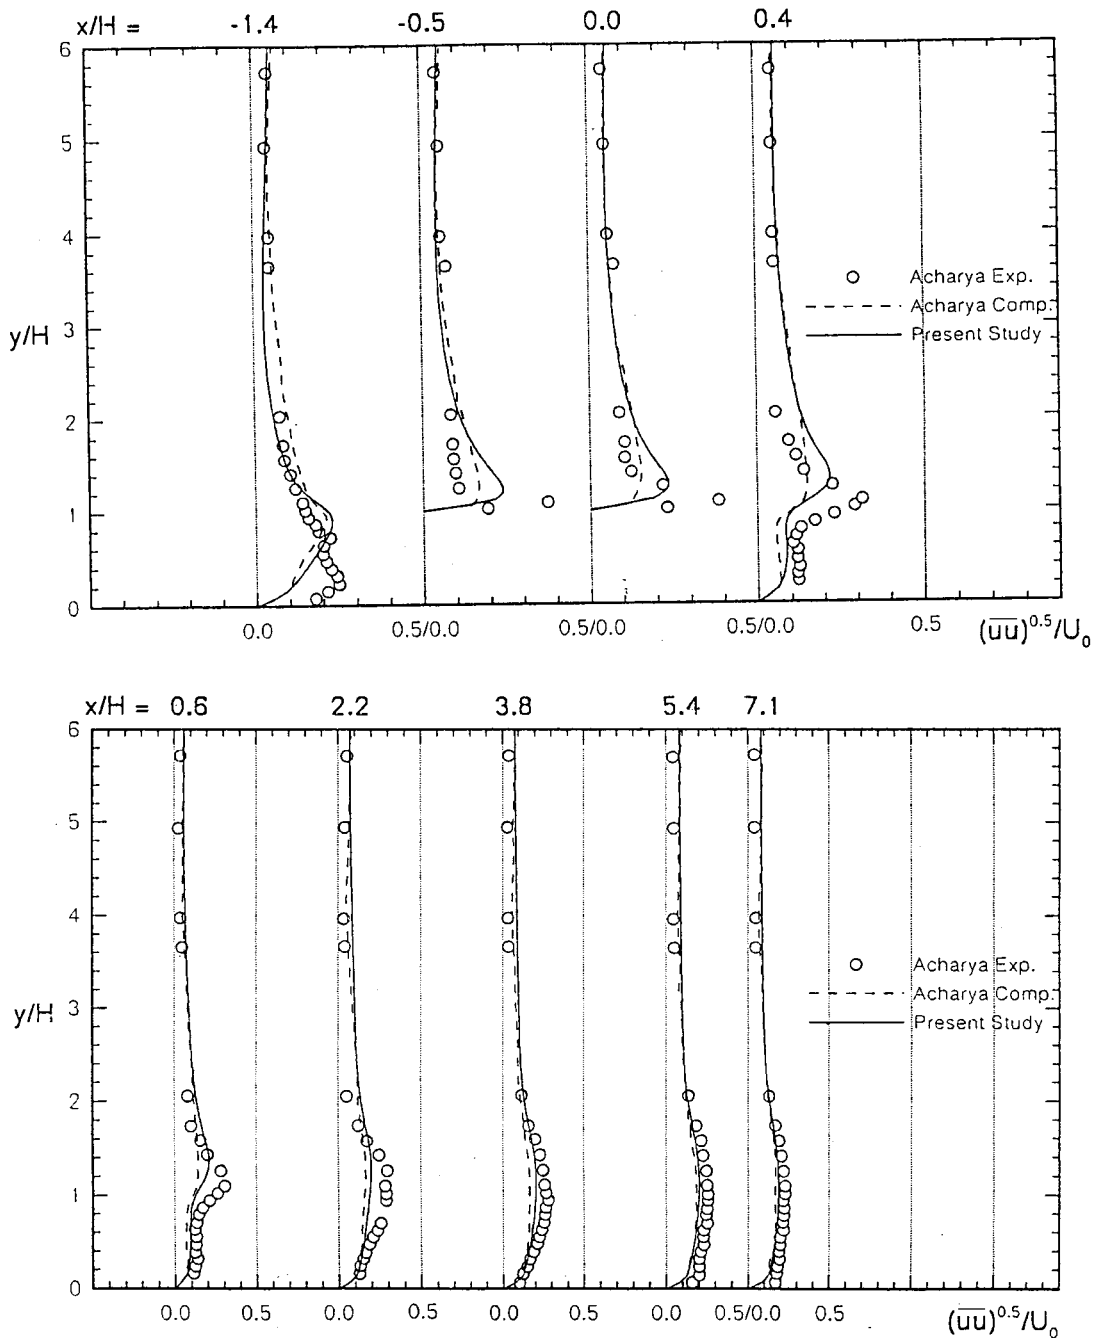 x/H = -1.4 -0.5 0.0 0.4
6
5
4
Acharya Exp.
Acharya Comp.
y/H 3 Present Study
2
1
0
0.0 0.5/0.0 0.5/0.0 0.5/0.0 0.5 (uu)^0.5/U₀
x/H = 0.6 2.2 3.8 5.4 7.1
6
5
4
Acharya Exp.
Acharya Comp.
y/H 3 Present Study
2
1
0
0.0 0.5 0.0 0.5 0.0 0.5 0.0 0.5/0.0 0.5 (uu)^0.5/U₀